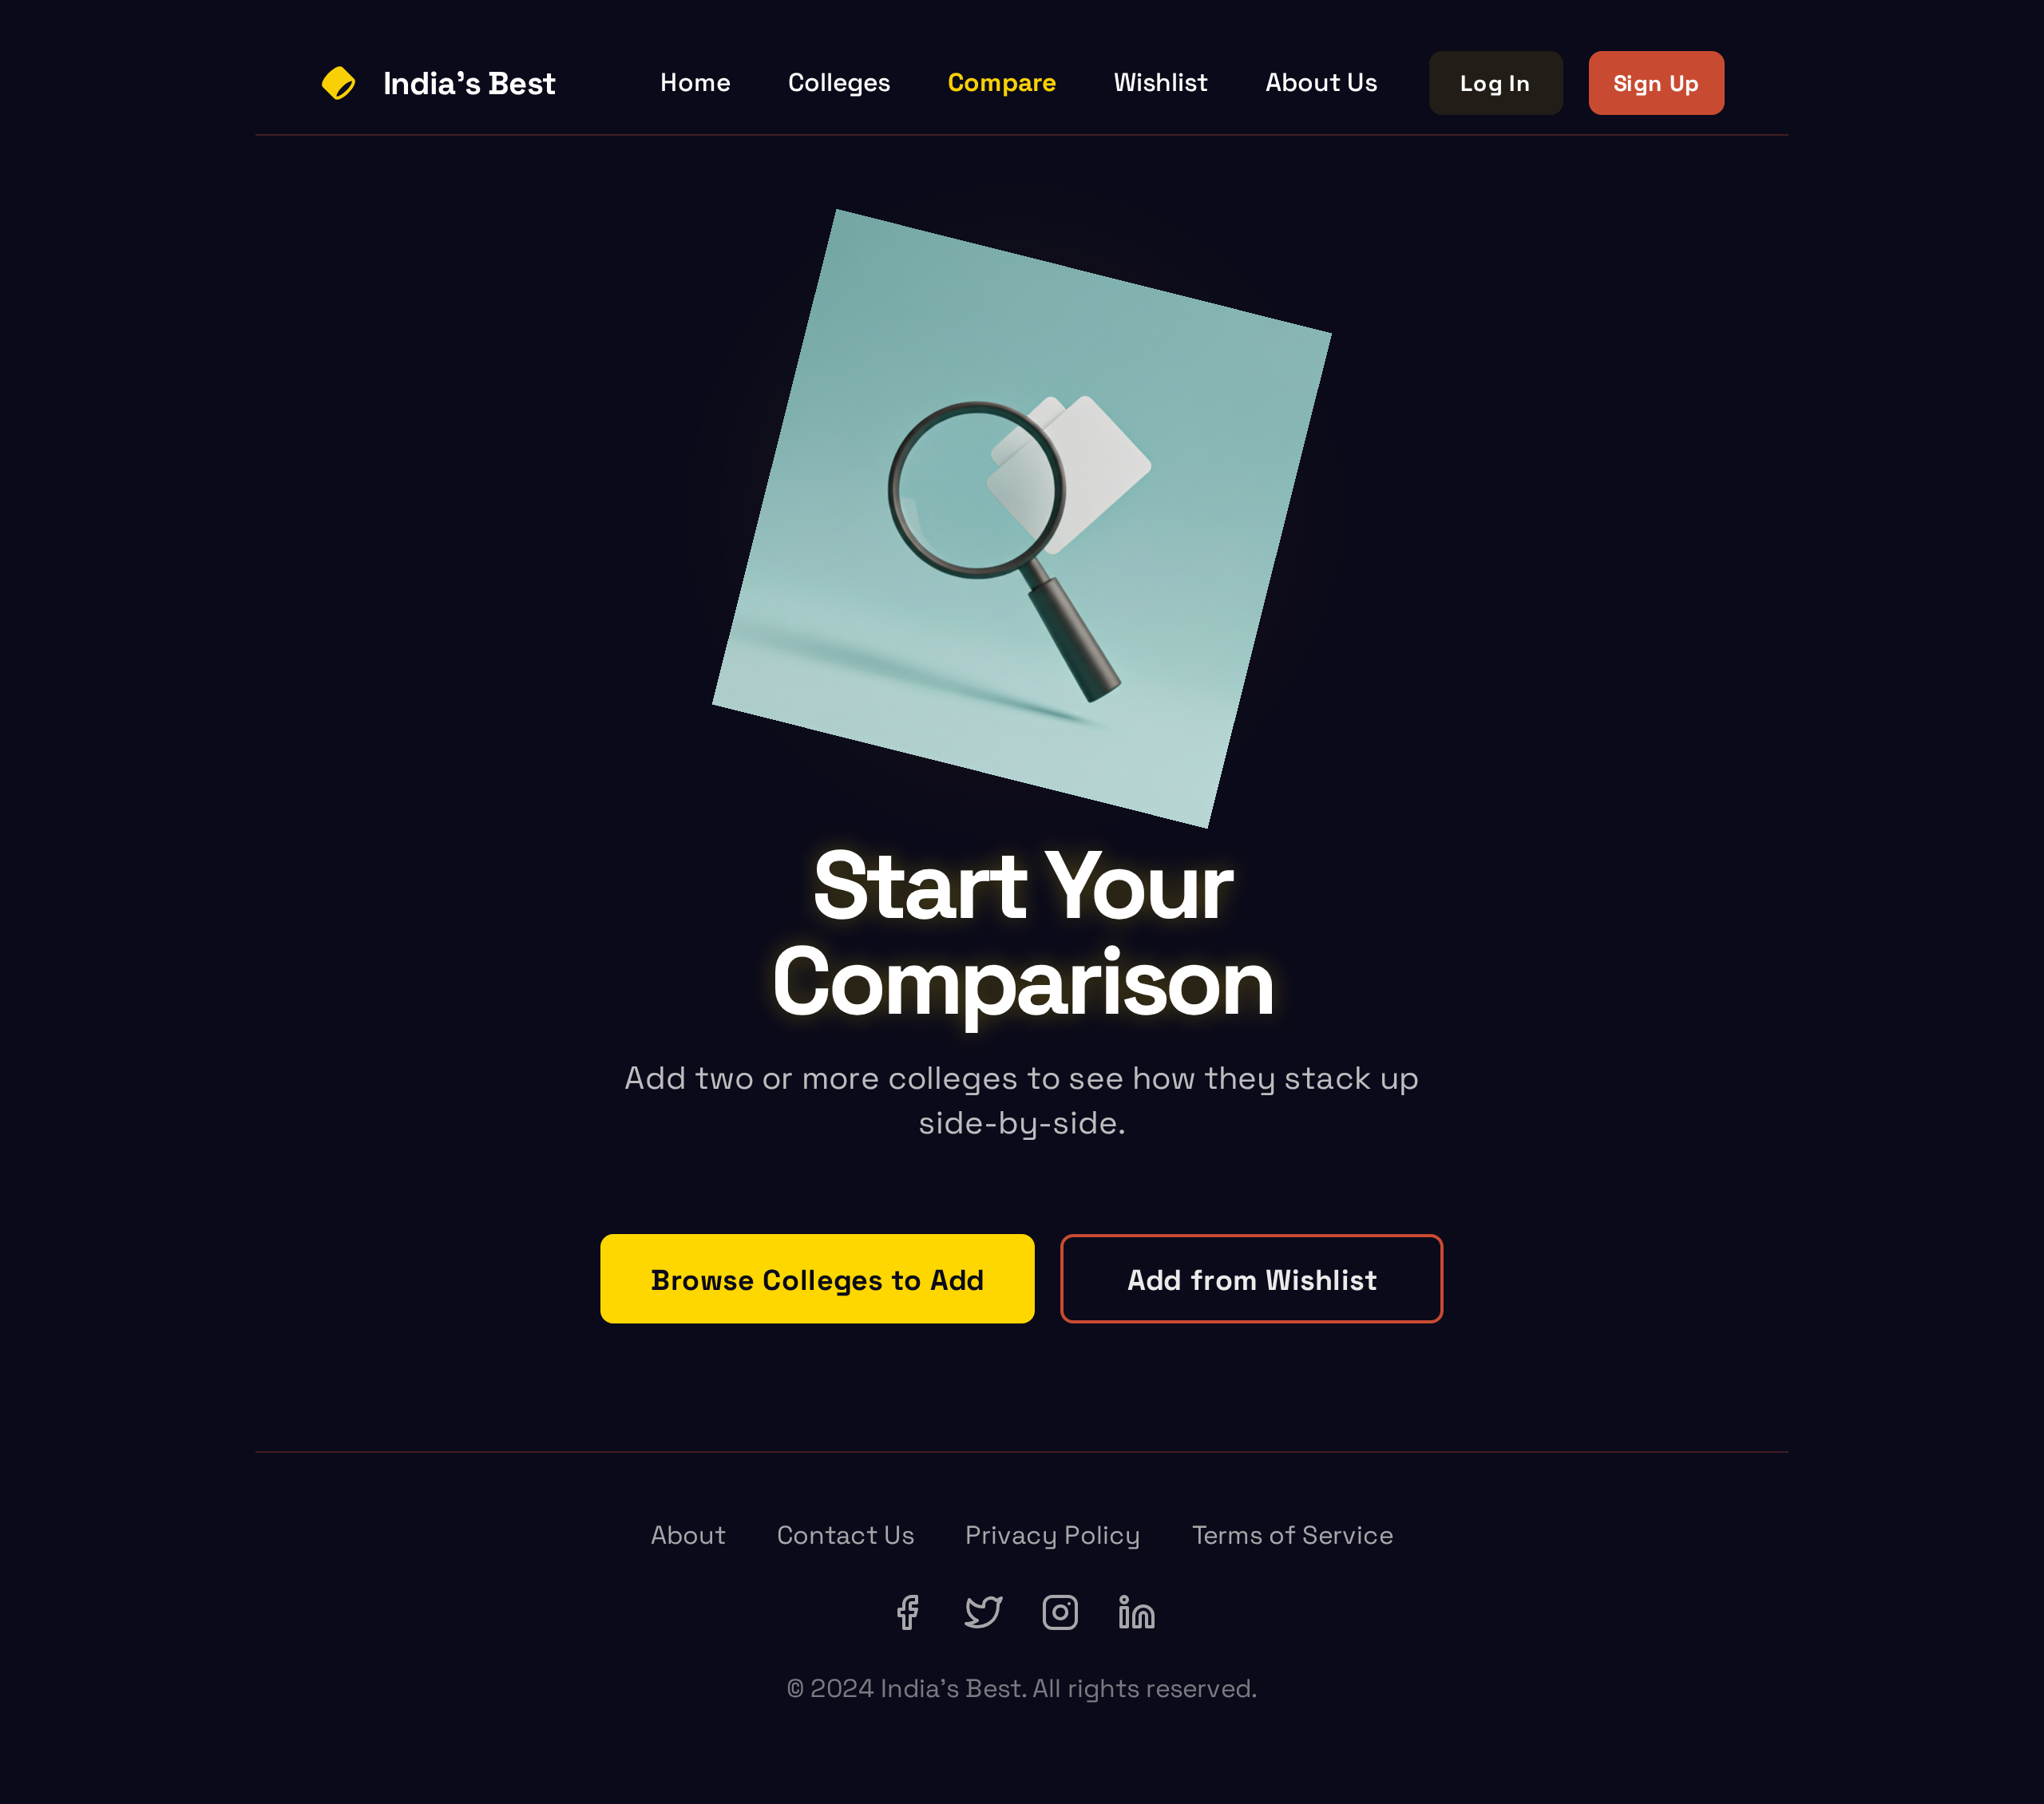 India's Best
Home Colleges Compare Wishlist About Us Log In Sign Up
Start Your
Comparison
Add two or more colleges to see how they stack up
side-by-side.
Browse Colleges to Add Add from Wishlist
About Contact Us Privacy Policy Terms of Service
© 2024 India's Best. All rights reserved.